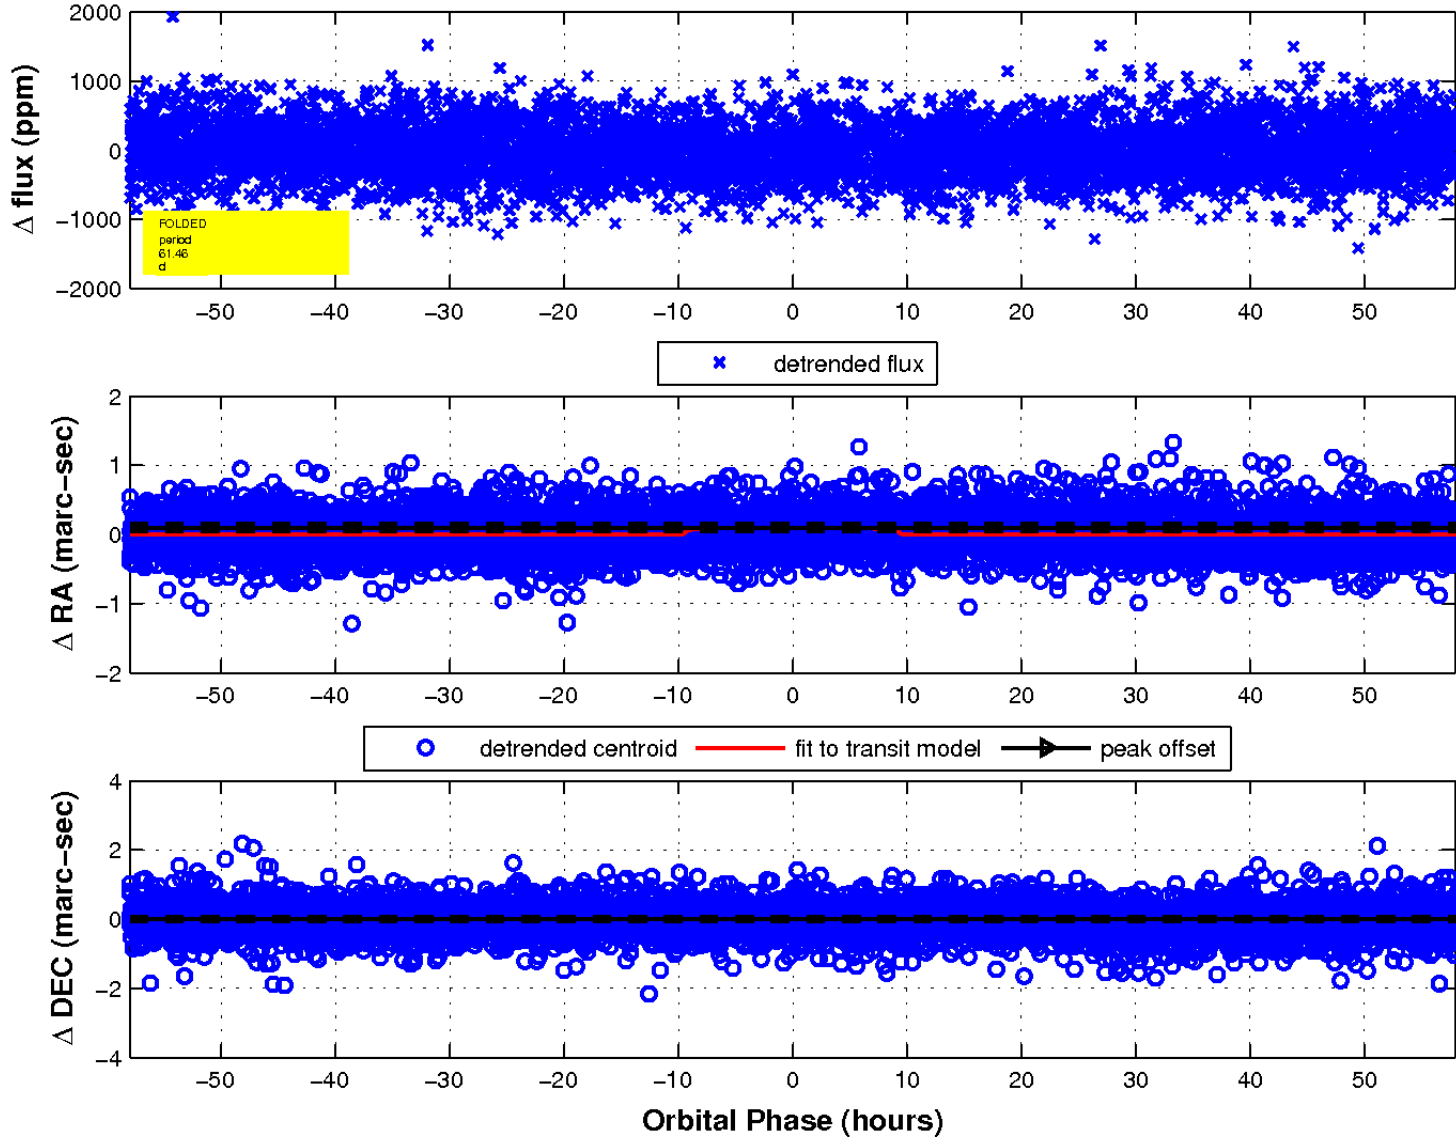 2000
1000
0
−1000
−2000
Δ flux (ppm)
FOLDED
period
61.46
d
−50 −40 −30 −20 −10 0 10 20 30 40 50
detrended flux
2
1
0
−1
−2
Δ RA (marc−sec)
−50 −40 −30 −20 −10 0 10 20 30 40 50
detrended centroid fit to transit model peak offset
4
2
0
−2
−4
Δ DEC (marc−sec)
−50 −40 −30 −20 −10 0 10 20 30 40 50
Orbital Phase (hours)